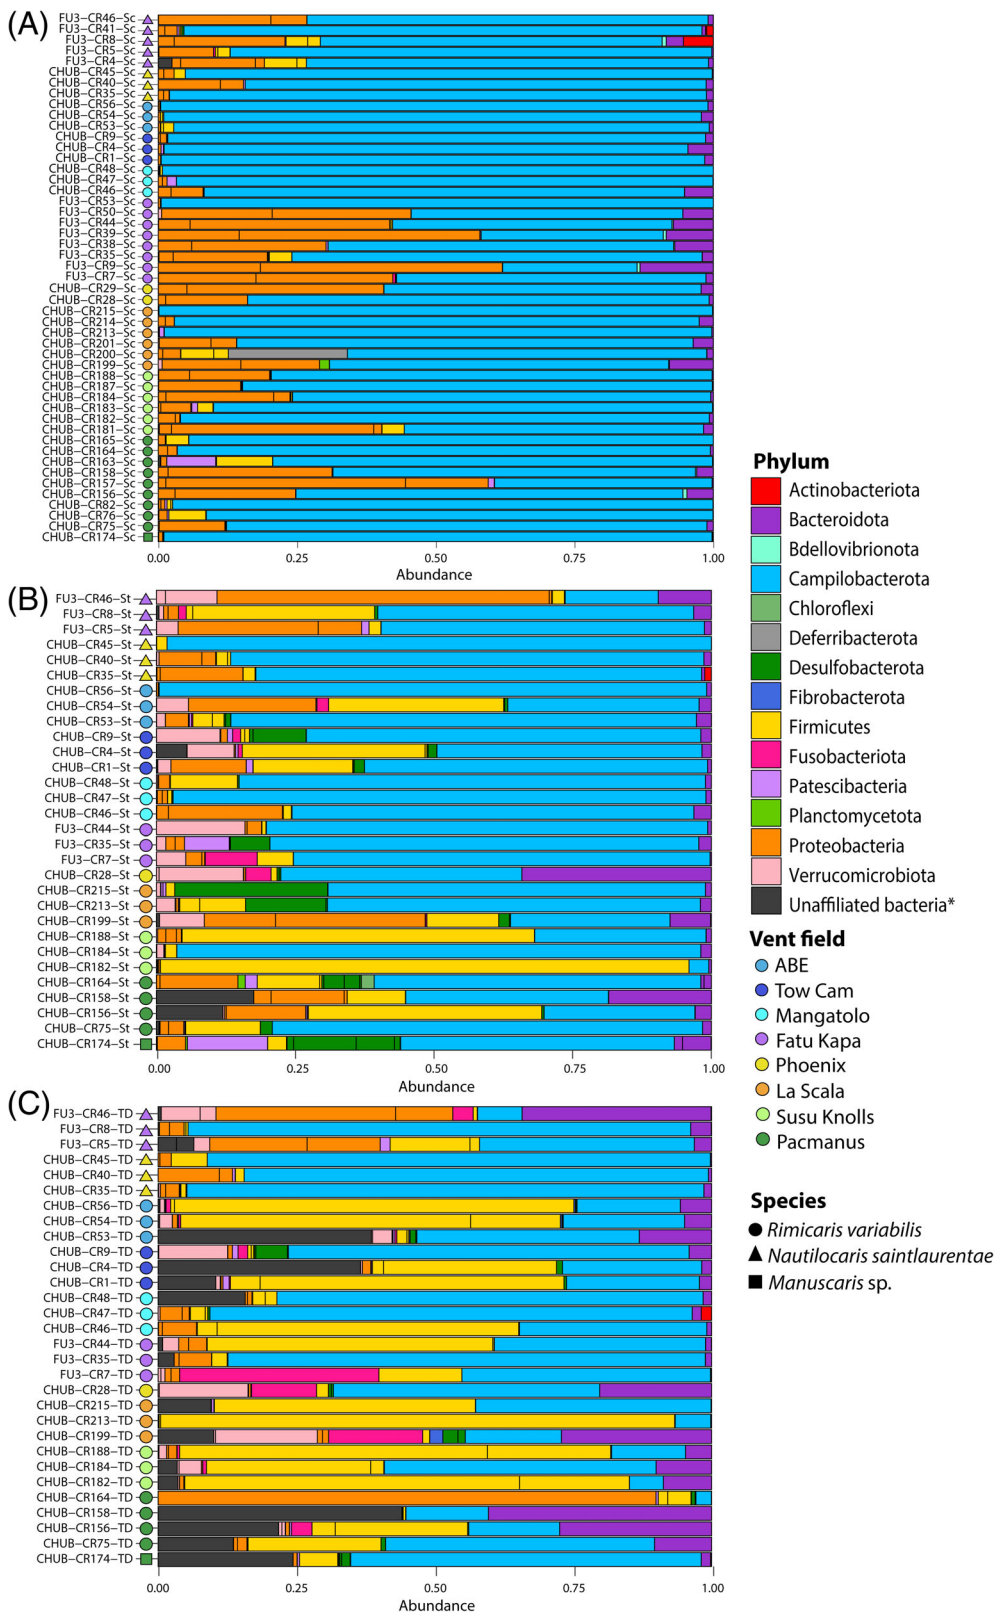 (A)
FU3-CR46-Sc
FU3-CR41-Sc
FU3-CR8-Sc
FU3-CR5-Sc
FU3-CR4-Sc
CHUB-CR45-Sc
CHUB-CR40-Sc
CHUB-CR35-Sc
CHUB-CR56-Sc
CHUB-CR54-Sc
CHUB-CR53-Sc
CHUB-CR9-Sc
CHUB-CR4-Sc
CHUB-CR1-Sc
CHUB-CR48-Sc
CHUB-CR47-Sc
CHUB-CR46-Sc
FU3-CR53-Sc
FU3-CR50-Sc
FU3-CR44-Sc
FU3-CR39-Sc
FU3-CR38-Sc
FU3-CR35-Sc
FU3-CR9-Sc
FU3-CR7-Sc
CHUB-CR29-Sc
CHUB-CR28-Sc
CHUB-CR215-Sc
CHUB-CR214-Sc
CHUB-CR213-Sc
CHUB-CR201-Sc
CHUB-CR200-Sc
CHUB-CR199-Sc
CHUB-CR188-Sc
CHUB-CR187-Sc
CHUB-CR184-Sc
CHUB-CR183-Sc
CHUB-CR182-Sc
CHUB-CR181-Sc
CHUB-CR165-Sc
CHUB-CR164-Sc
CHUB-CR163-Sc
CHUB-CR158-Sc
CHUB-CR157-Sc
CHUB-CR156-Sc
CHUB-CR82-Sc
CHUB-CR76-Sc
CHUB-CR75-Sc
CHUB-CR174-Sc
0.00 0.25 0.50 0.75 1.00
Abundance
(B)
FU3-CR46-St
FU3-CR8-St
FU3-CR5-St
CHUB-CR45-St
CHUB-CR40-St
CHUB-CR35-St
CHUB-CR56-St
CHUB-CR54-St
CHUB-CR53-St
CHUB-CR9-St
CHUB-CR4-St
CHUB-CR1-St
CHUB-CR48-St
CHUB-CR47-St
CHUB-CR46-St
FU3-CR44-St
FU3-CR35-St
FU3-CR7-St
CHUB-CR28-St
CHUB-CR215-St
CHUB-CR213-St
CHUB-CR199-St
CHUB-CR188-St
CHUB-CR184-St
CHUB-CR182-St
CHUB-CR164-St
CHUB-CR158-St
CHUB-CR156-St
CHUB-CR75-St
CHUB-CR174-St
0.00 0.25 0.50 0.75 1.00
Abundance
(C)
FU3-CR46-TD
FU3-CR8-TD
FU3-CR5-TD
CHUB-CR45-TD
CHUB-CR40-TD
CHUB-CR35-TD
CHUB-CR56-TD
CHUB-CR54-TD
CHUB-CR53-TD
CHUB-CR9-TD
CHUB-CR4-TD
CHUB-CR1-TD
CHUB-CR48-TD
CHUB-CR47-TD
CHUB-CR46-TD
FU3-CR44-TD
FU3-CR35-TD
FU3-CR7-TD
CHUB-CR28-TD
CHUB-CR215-TD
CHUB-CR213-TD
CHUB-CR199-TD
CHUB-CR188-TD
CHUB-CR184-TD
CHUB-CR182-TD
CHUB-CR164-TD
CHUB-CR158-TD
CHUB-CR156-TD
CHUB-CR75-TD
CHUB-CR174-TD
0.00 0.25 0.50 0.75 1.00
Abundance
Phylum
Actinobacteriota
Bacteroidota
Bdellovibrionota
Campilobacterota
Chloroflexi
Deferribacterota
Desulfobacterota
Fibrobacterota
Firmicutes
Fusobacteriota
Patescibacteria
Planctomycetota
Proteobacteria
Verrucomicrobiota
Unaffiliated bacteria*
Vent field
ABE
Tow Cam
Mangatolo
Fatu Kapa
Phoenix
La Scala
Susu Knolls
Pacmanus
Species
Rimicaris variabilis
Nautilocaris saintlaurentae
Manuscaris sp.